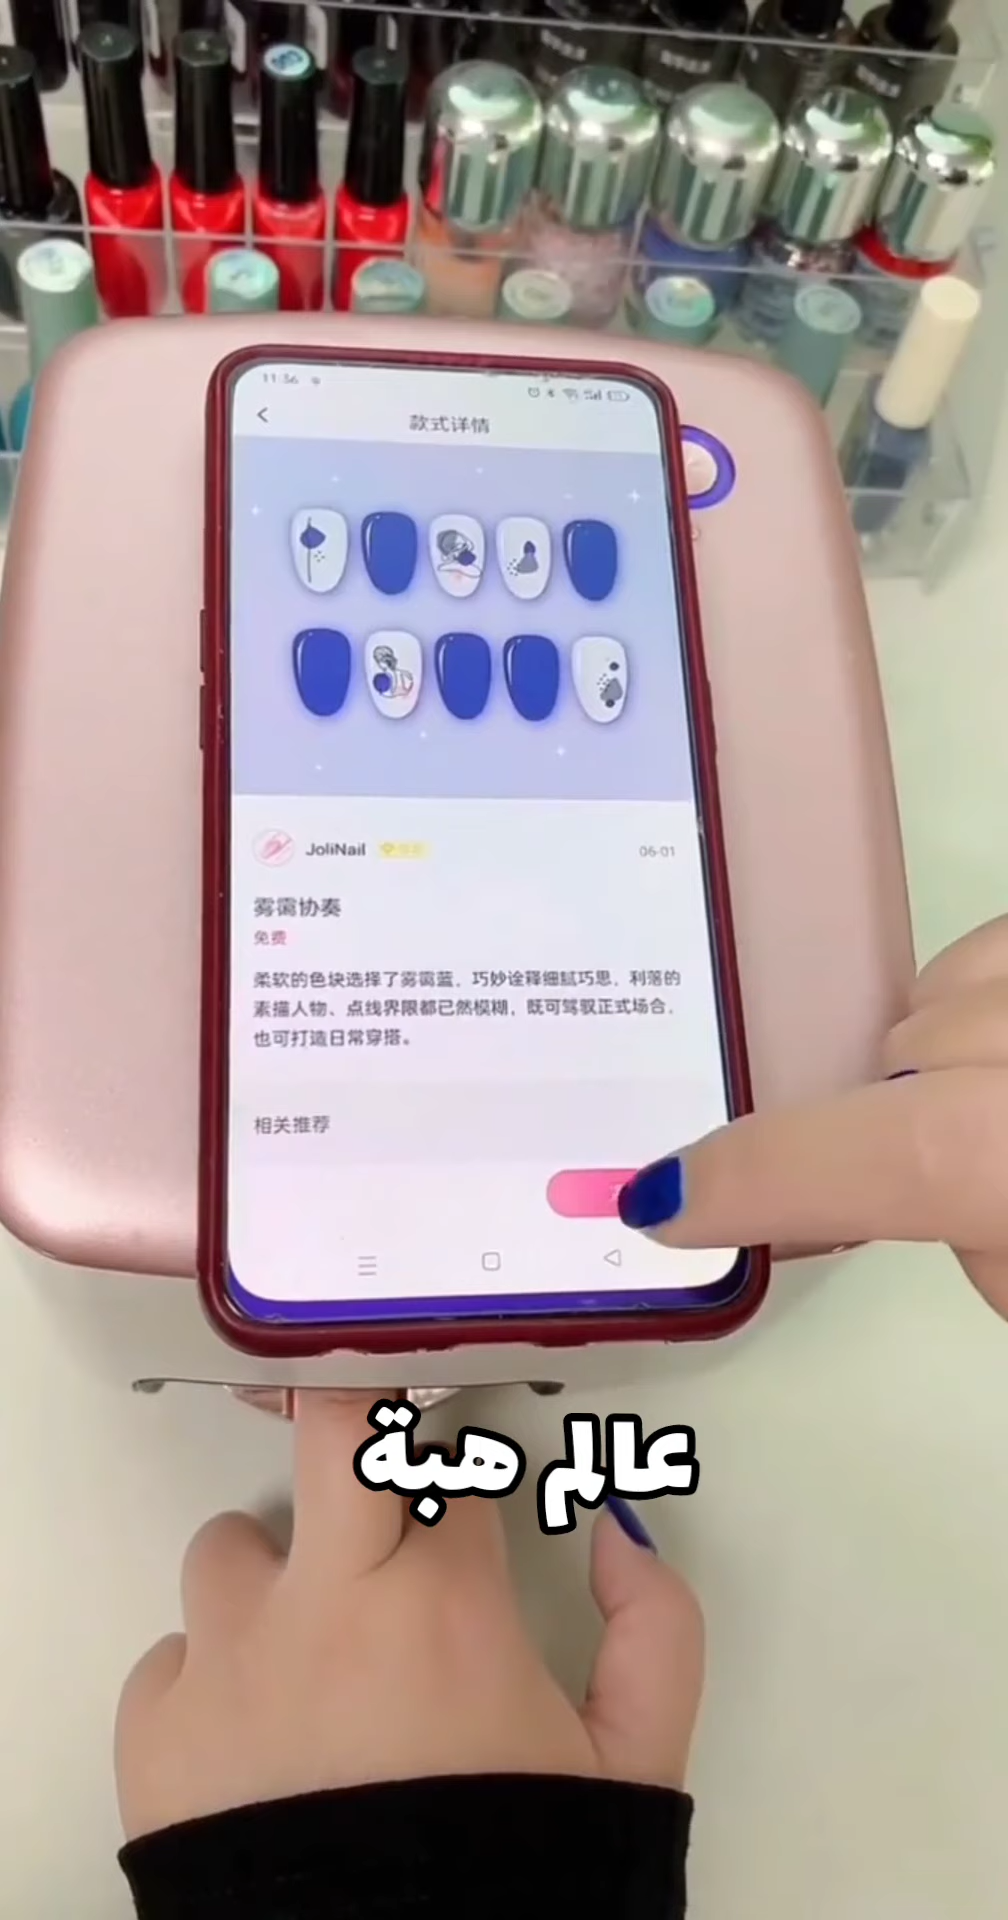 11:56
款式详情
JoliNail
06-01
雾霭协奏
免费
柔软的色块选择了雾霭蓝，巧妙诠释细腻巧思，利落的
素描人物、点线界限都已然模糊，既可驾驭正式场合，
也可打造日常穿搭。
相关推荐
عالم هبة